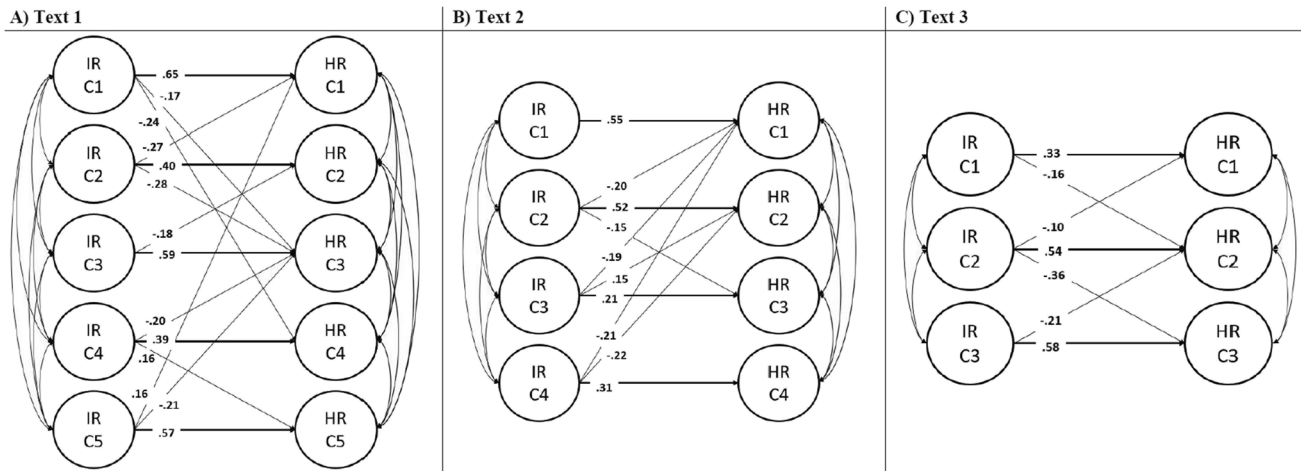 A) Text 1
IR
C1
HR
C1
.65
-.17
-.24
-.27
IR
C2
HR
C2
.40
-.28
-.18
IR
C3
HR
C3
.59
-.20
IR
C4
HR
C4
.39
.16
.16
-.21
IR
C5
HR
C5
.57
B) Text 2
IR
C1
HR
C1
.55
-.20
IR
C2
HR
C2
.52
-.15
-.19
.15
IR
C3
HR
C3
.21
-.21
-.22
IR
C4
HR
C4
.31
C) Text 3
IR
C1
HR
C1
.33
-.16
-.10
IR
C2
HR
C2
.54
-.36
-.21
IR
C3
HR
C3
.58